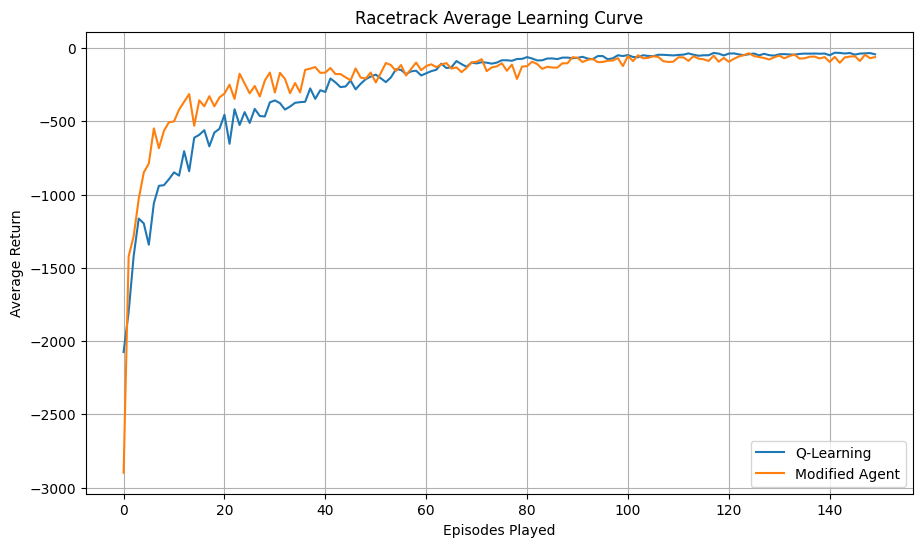 Racetrack Average Learning Curve
Average Return
0
−500
−1000
−1500
−2000
−2500
−3000
0 20 40 60 80 100 120 140
Episodes Played
Q-Learning
Modified Agent